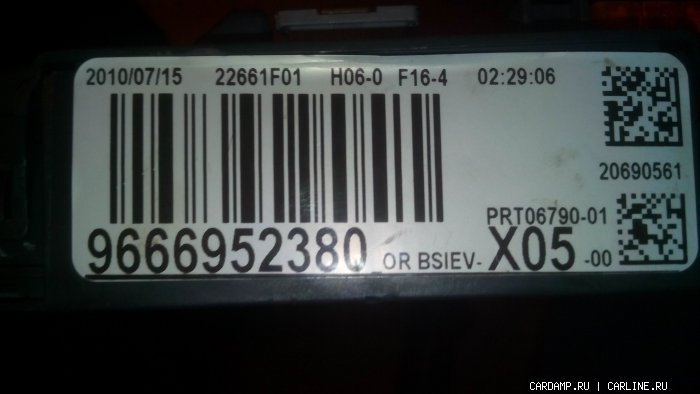 2010/07/15 22661F01 H06-0 F16-4 02:29:06
20690561
PRT06790-01
9666952380 OR BSIEV-X05-00
CARDAMP.RU | CARLINE.RU